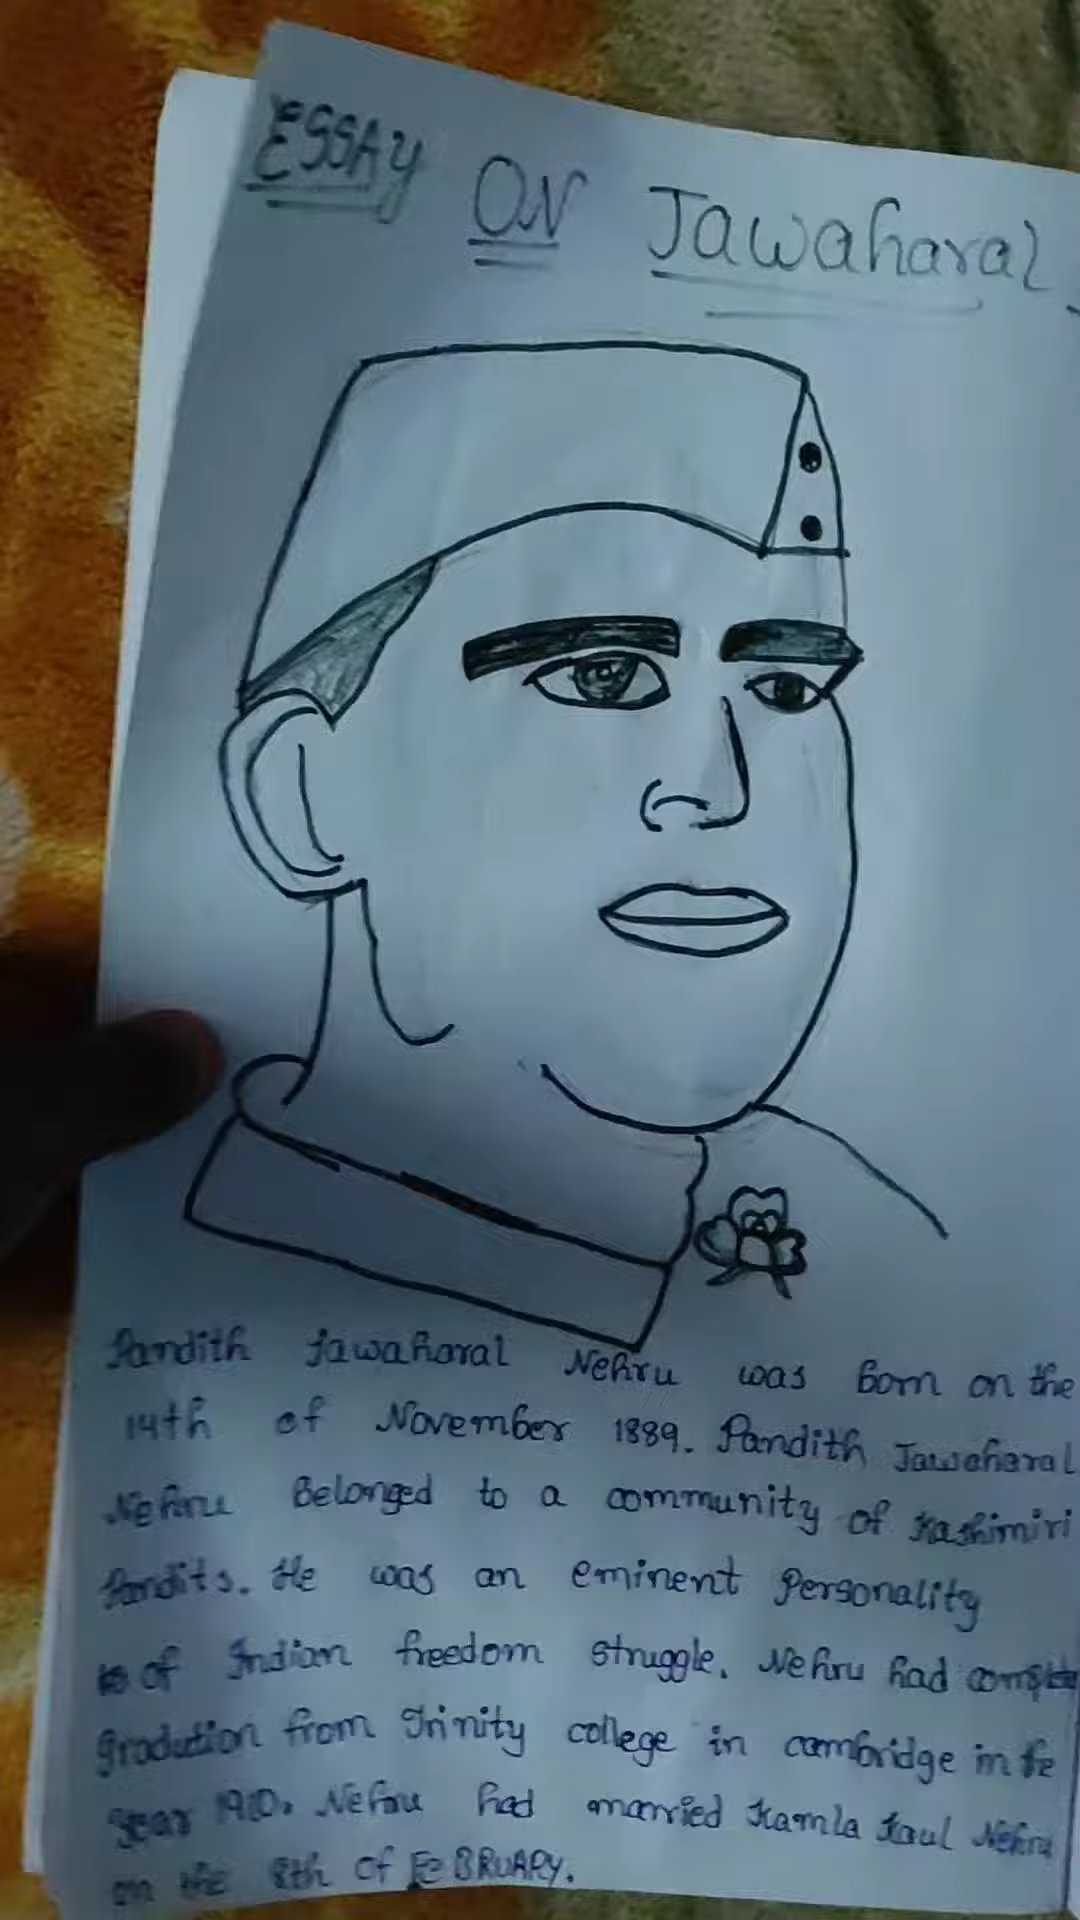 ESSAY ON Jawaharal
Pandith Jawaharal Nehru was born on the
14th of November 1889. Pandith Jawaharal
Nehru Belonged to a community of Kashimiri
Pandits. He was an eminent Personality
of Indian freedom struggle. Nehru had
gradution from Trinity college in cambridge in
year 1910. Nehru had married Kamla Kaul Nehru
on the 8th of FeBRUARY.